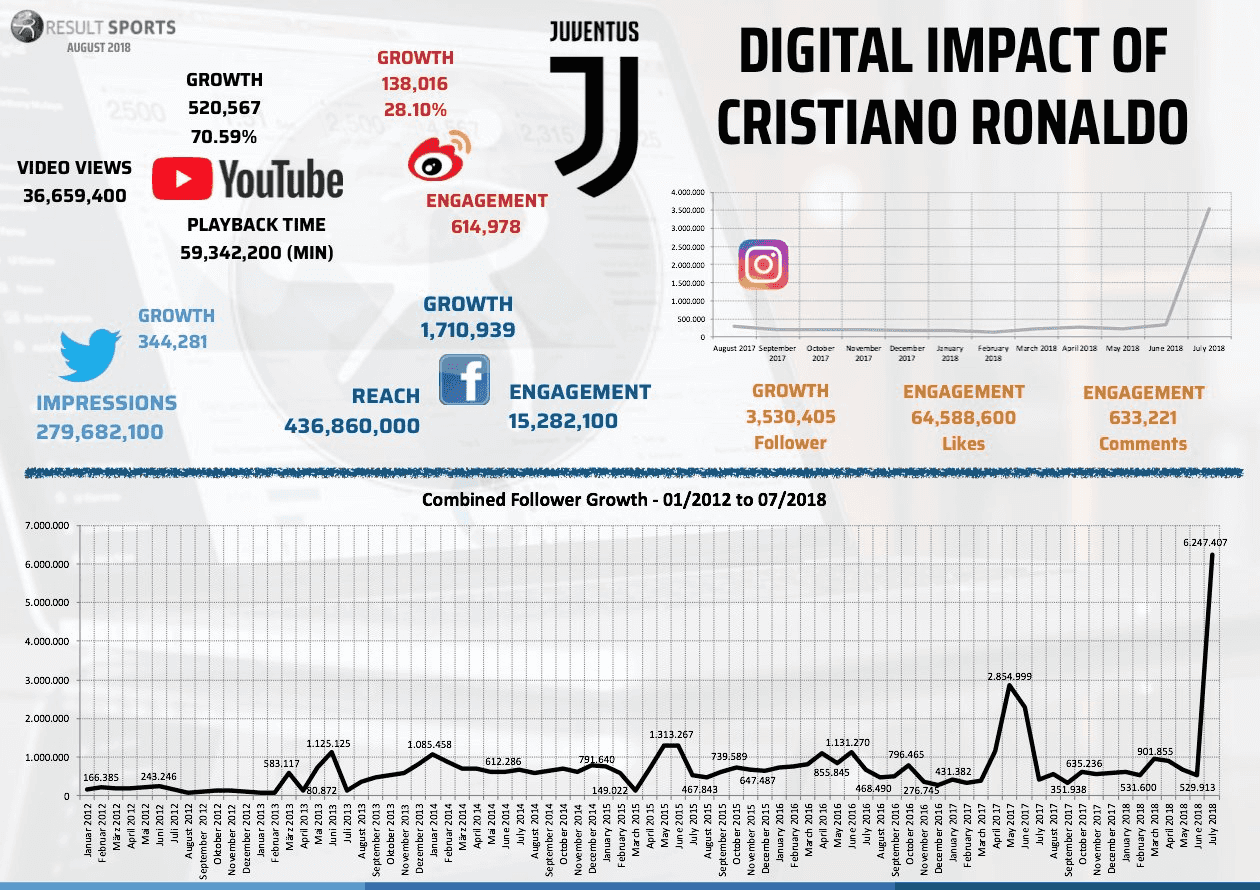 RESULT SPORTS
AUGUST 2018
JUVENTUS
DIGITAL IMPACT OF
CRISTIANO RONALDO
GROWTH
520,567
70.59%
VIDEO VIEWS
36,659,400
YouTube
PLAYBACK TIME
59,342,200 (MIN)
GROWTH
138,016
28.10%
ENGAGEMENT
614,978
GROWTH
344,281
IMPRESSIONS
279,682,100
GROWTH
1,710,939
REACH
436,860,000
f
ENGAGEMENT
15,282,100
4.000.000
3.500.000
3.000.000
2.500.000
2.000.000
1.500.000
1.000.000
500.000
0
August 2017
September 2017
October 2017
November 2017
December 2017
January 2018
February 2018
March 2018
April 2018
May 2018
June 2018
July 2018
GROWTH
3,530,405
Follower
ENGAGEMENT
64,588,600
Likes
ENGAGEMENT
633,221
Comments
Combined Follower Growth - 01/2012 to 07/2018
7.000.000
6.000.000
5.000.000
4.000.000
3.000.000
2.000.000
1.000.000
0
166.385
243.246
583.117
80.872
1.125.125
1.085.458
612.286
791.640
149.022
1.313.267
467.843
739.589
647.487
855.845
1.131.270
468.490
796.465
276.745
431.382
2.854.999
351.938
635.236
531.600
901.855
529.913
6.247.407
Januar 2012
Februar 2012
März 2012
April 2012
Mai 2012
Juni 2012
Juli 2012
August 2012
September 2012
Oktober 2012
November 2012
Dezember 2012
Januar 2013
Februar 2013
März 2013
April 2013
Mai 2013
Juni 2013
Juli 2013
August 2013
September 2013
Oktober 2013
November 2013
Dezember 2013
Januar 2014
Februar 2014
März 2014
April 2014
Mai 2014
June 2014
July 2014
August 2014
September 2014
October 2014
November 2014
December 2014
January 2015
February 2015
March 2015
April 2015
May 2015
June 2015
July 2015
August 2015
September 2015
October 2015
November 2015
December 2015
January 2016
February 2016
March 2016
April 2016
May 2016
June 2016
July 2016
August 2016
September 2016
October 2016
November 2016
December 2016
January 2017
February 2017
March 2017
April 2017
May 2017
June 2017
July 2017
August 2017
September 2017
October 2017
November 2017
December 2017
January 2018
February 2018
March 2018
April 2018
May 2018
June 2018
July 2018